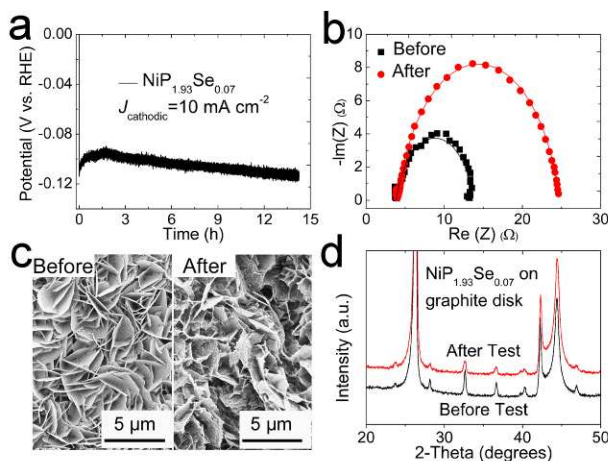 a
0.00
-0.04
-0.08
-0.12
Potential (V vs. RHE)
NiP1.93Se0.07
Jcathodic=10 mA cm-2
0 3 6 9 12 15
Time (h)
b
Before
After
10
8
6
4
2
0
-Im(Z) (Ω)
0 5 10 15 20 25 30
Re (Z) (Ω)
c
Before
After
5 µm
5 µm
d
NiP1.93Se0.07 on
graphite disk
After Test
Before Test
Intensity (a.u.)
20 30 40 50
2-Theta (degrees)